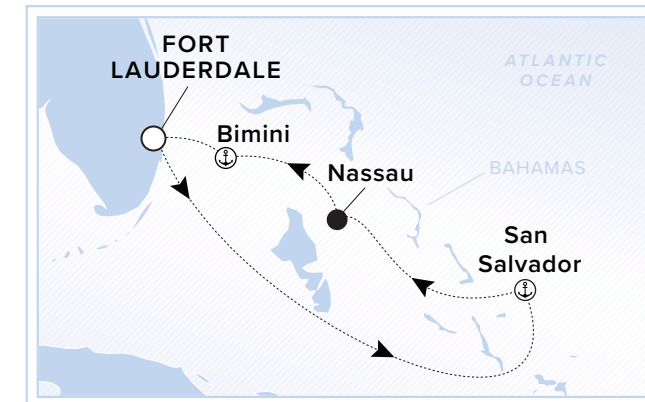 FORT
LAUDERDALE
ATLANTIC
OCEAN
Bimini
Nassau
BAHAMAS
San
Salvador